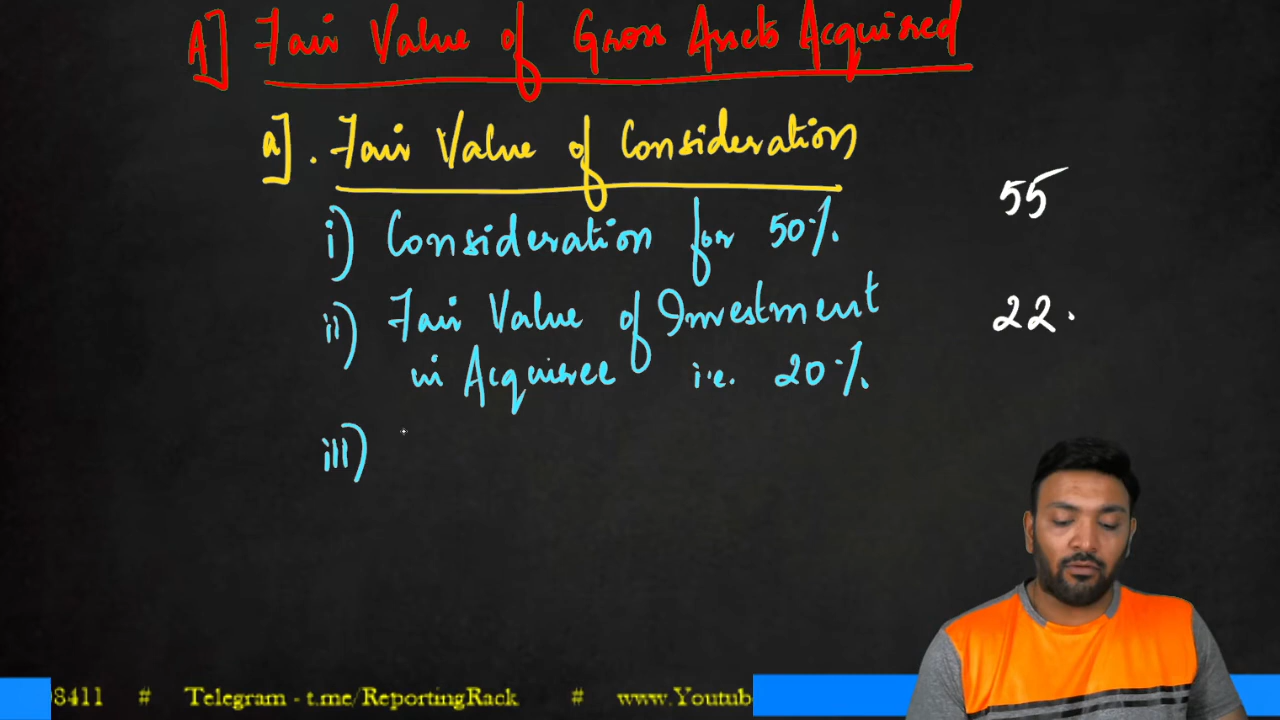 A]. Fair Value of Gross Assets Acquired
a]. Fair Value of Consideration
i) Consideration for 50%. 55
ii) Fair Value of Investment 22.
in Acquiree i.e. 20%.
iii)
98411 # Telegram - t.me/ReportingRack # www.Youtub